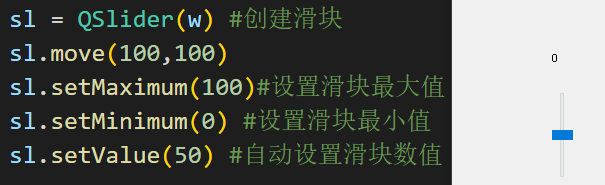 sl = QSlider(w) #创建滑块
sl.move(100,100)
sl.setMaximum(100)#设置滑块最大值
sl.setMinimum(0) #设置滑块最小值
sl.setValue(50) #自动设置滑块数值
0